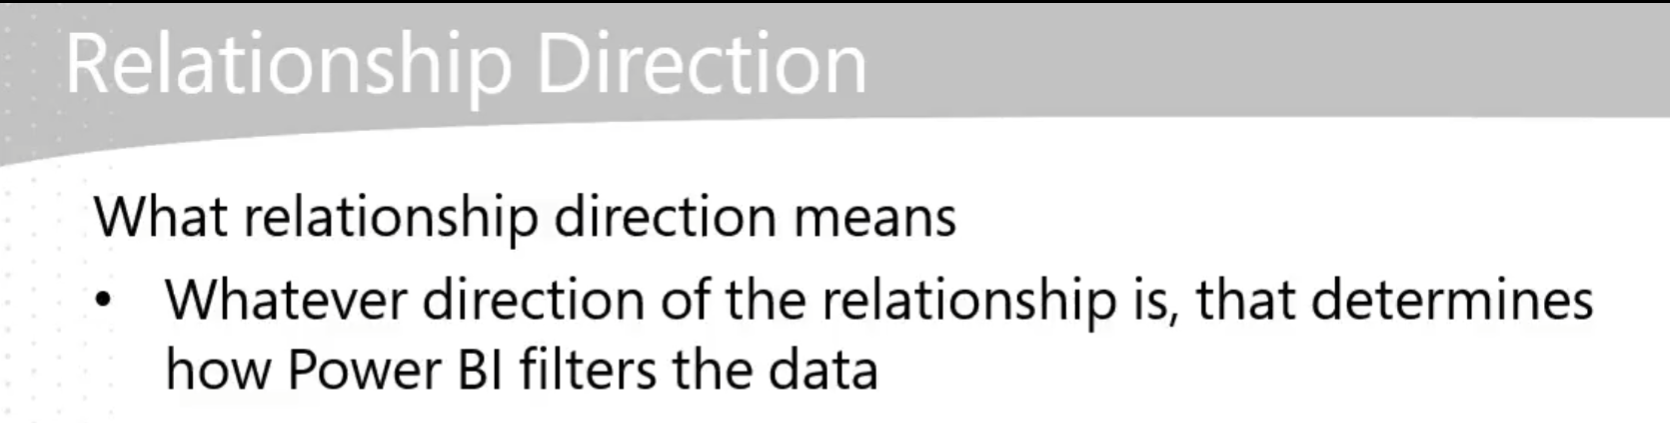 Relationship Direction
What relationship direction means
• Whatever direction of the relationship is, that determines
how Power BI filters the data